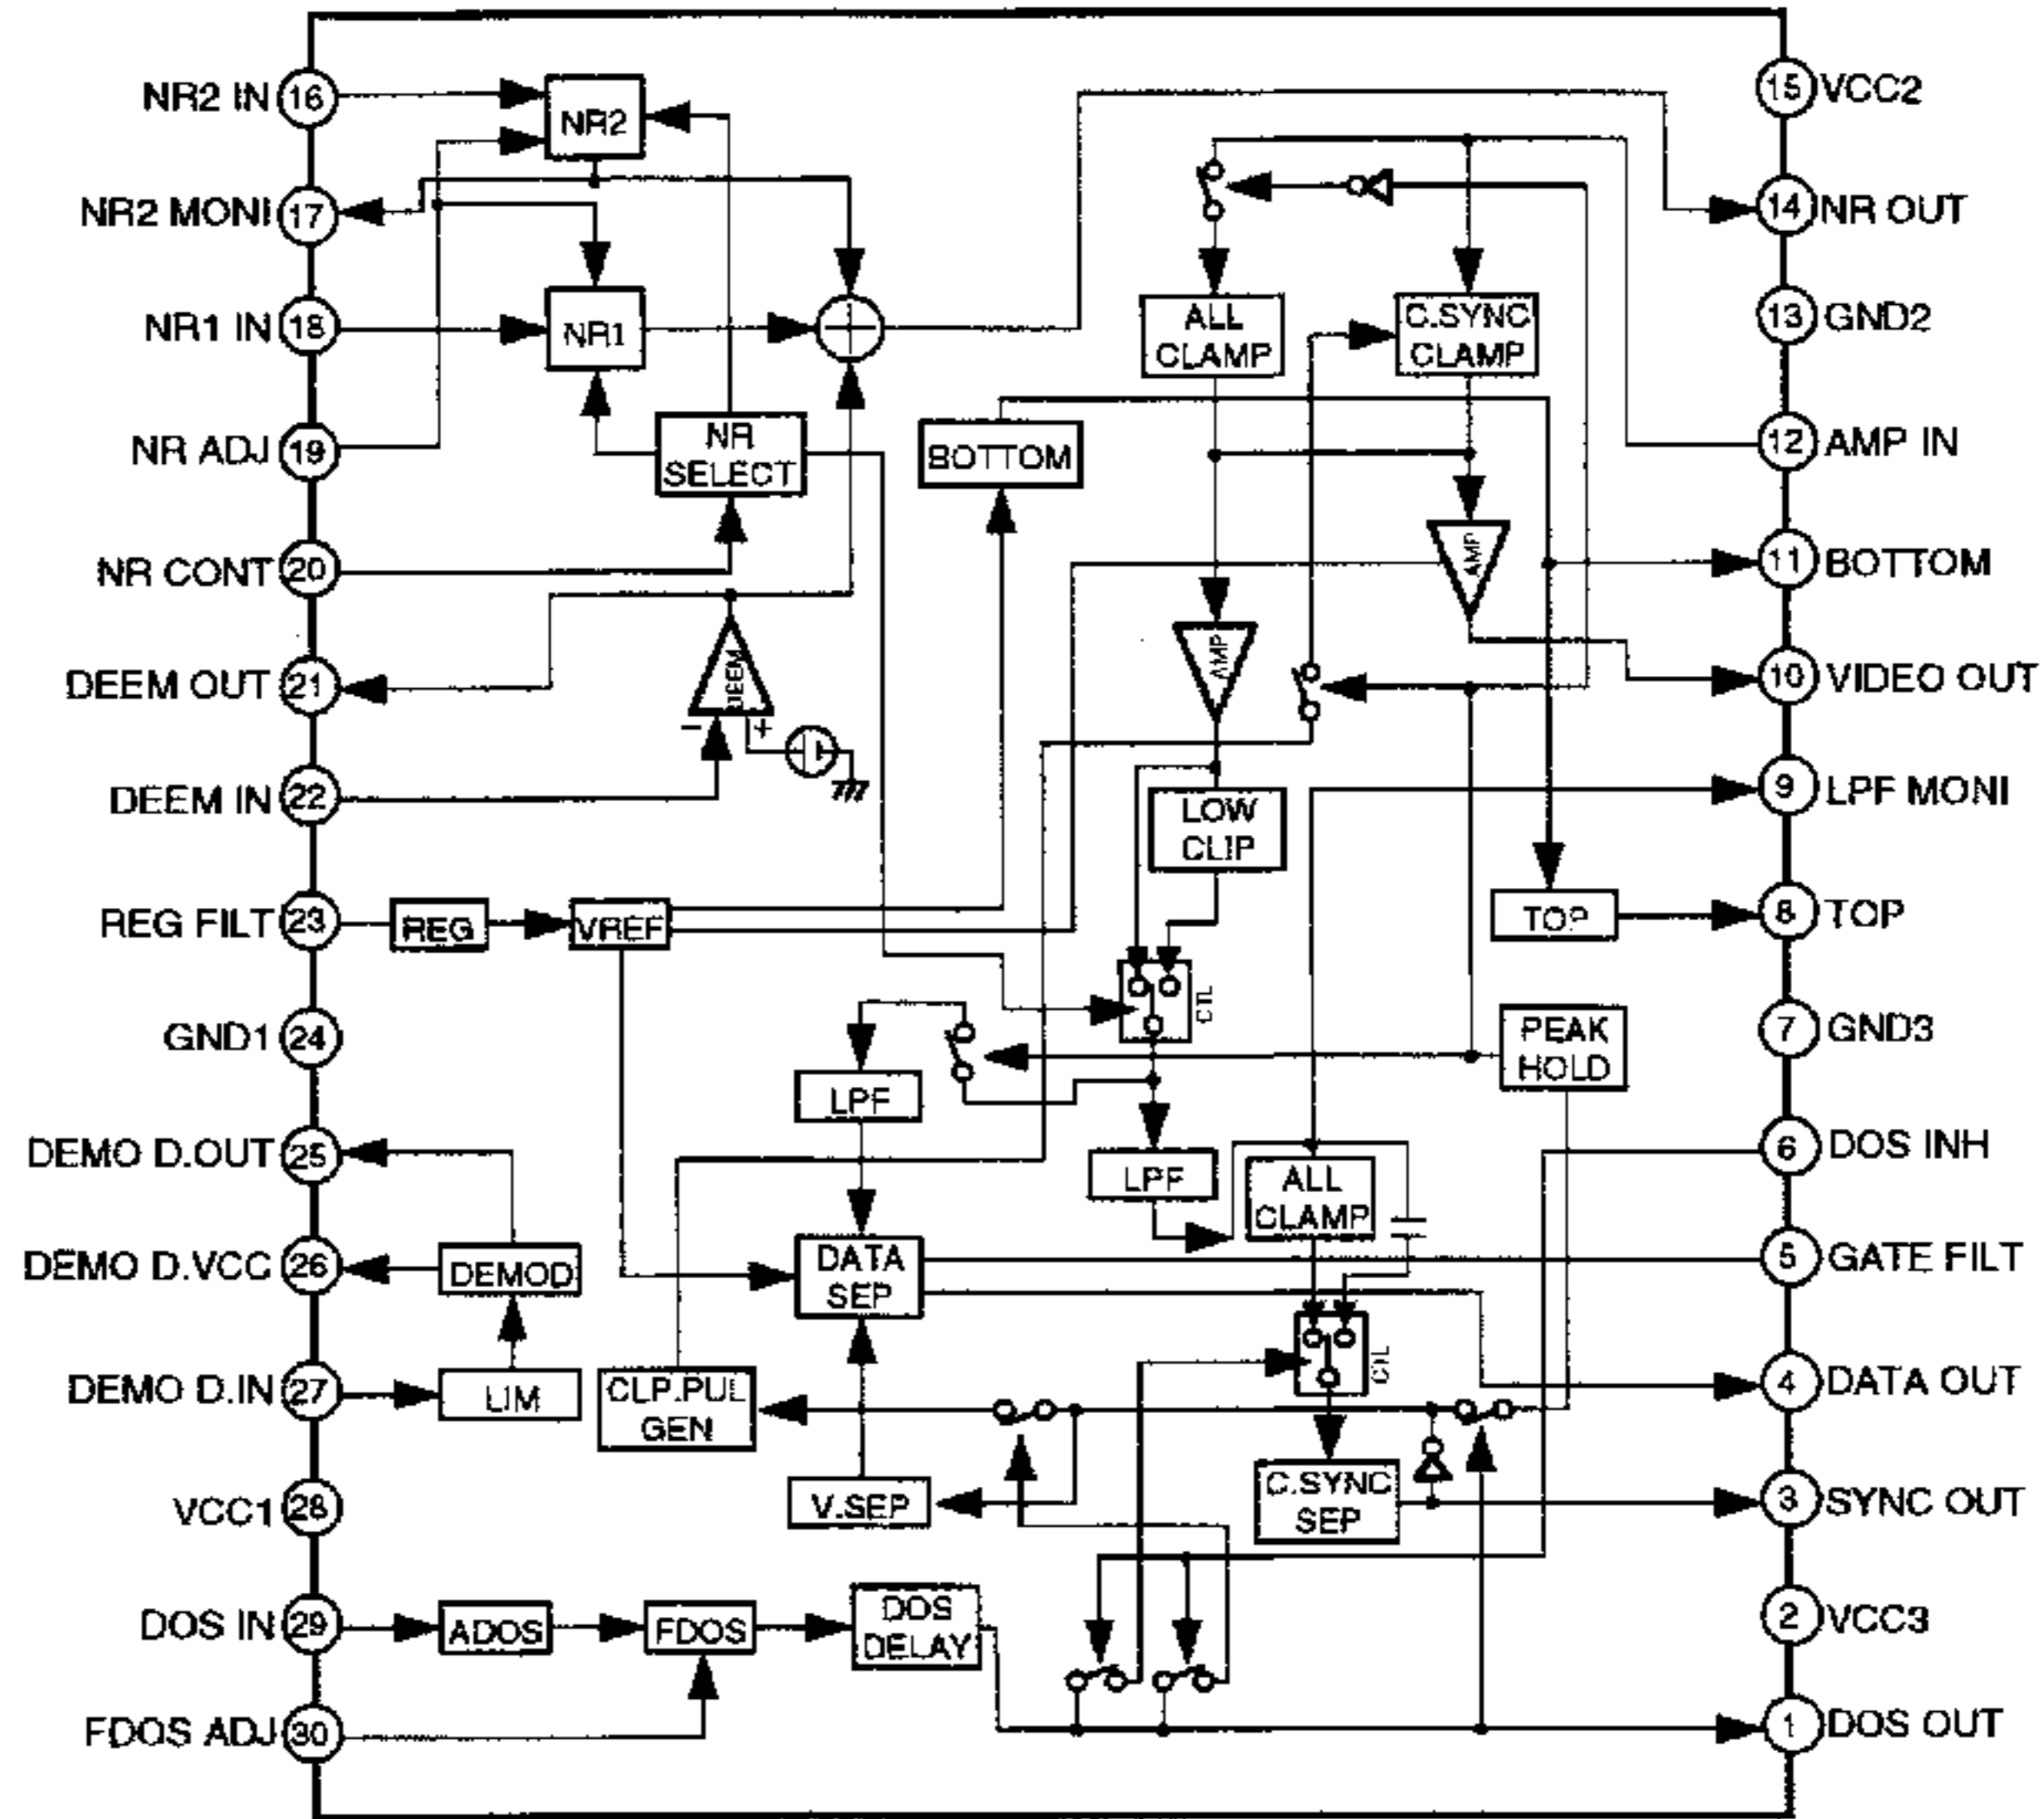 NR2 IN 16
NR2
15 VCC2
NR2 MONI 17
14 NR OUT
NR1 IN 18
NR1
ALL
CLAMP
C.SYNC
CLAMP
13 GND2
NR ADJ 19
NR
SELECT
BOTTOM
12 AMP IN
NR CONT 20
AMP
11 BOTTOM
DEEM OUT 21
DEEM
- +
AMP
10 VIDEO OUT
DEEM IN 22
LOW
CLIP
9 LPF MONI
REG FILT 23
REG
VREF
TOP
8 TOP
GND1 24
CTL
PEAK
HOLD
7 GND3
LPF
DEMO D.OUT 25
LPF
ALL
CLAMP
6 DOS INH
DEMO D.VCC 26
DEMOD
DATA
SEP
5 GATE FILT
DEMO D.IN 27
LIM
CLP.PUL
GEN
CTL
4 DATA OUT
VCC1 28
V.SEP
C.SYNC
SEP
3 SYNC OUT
DOS IN 29
ADOS
FDOS
DOS
DELAY
2 VCC3
FDOS ADJ 30
1 DOS OUT